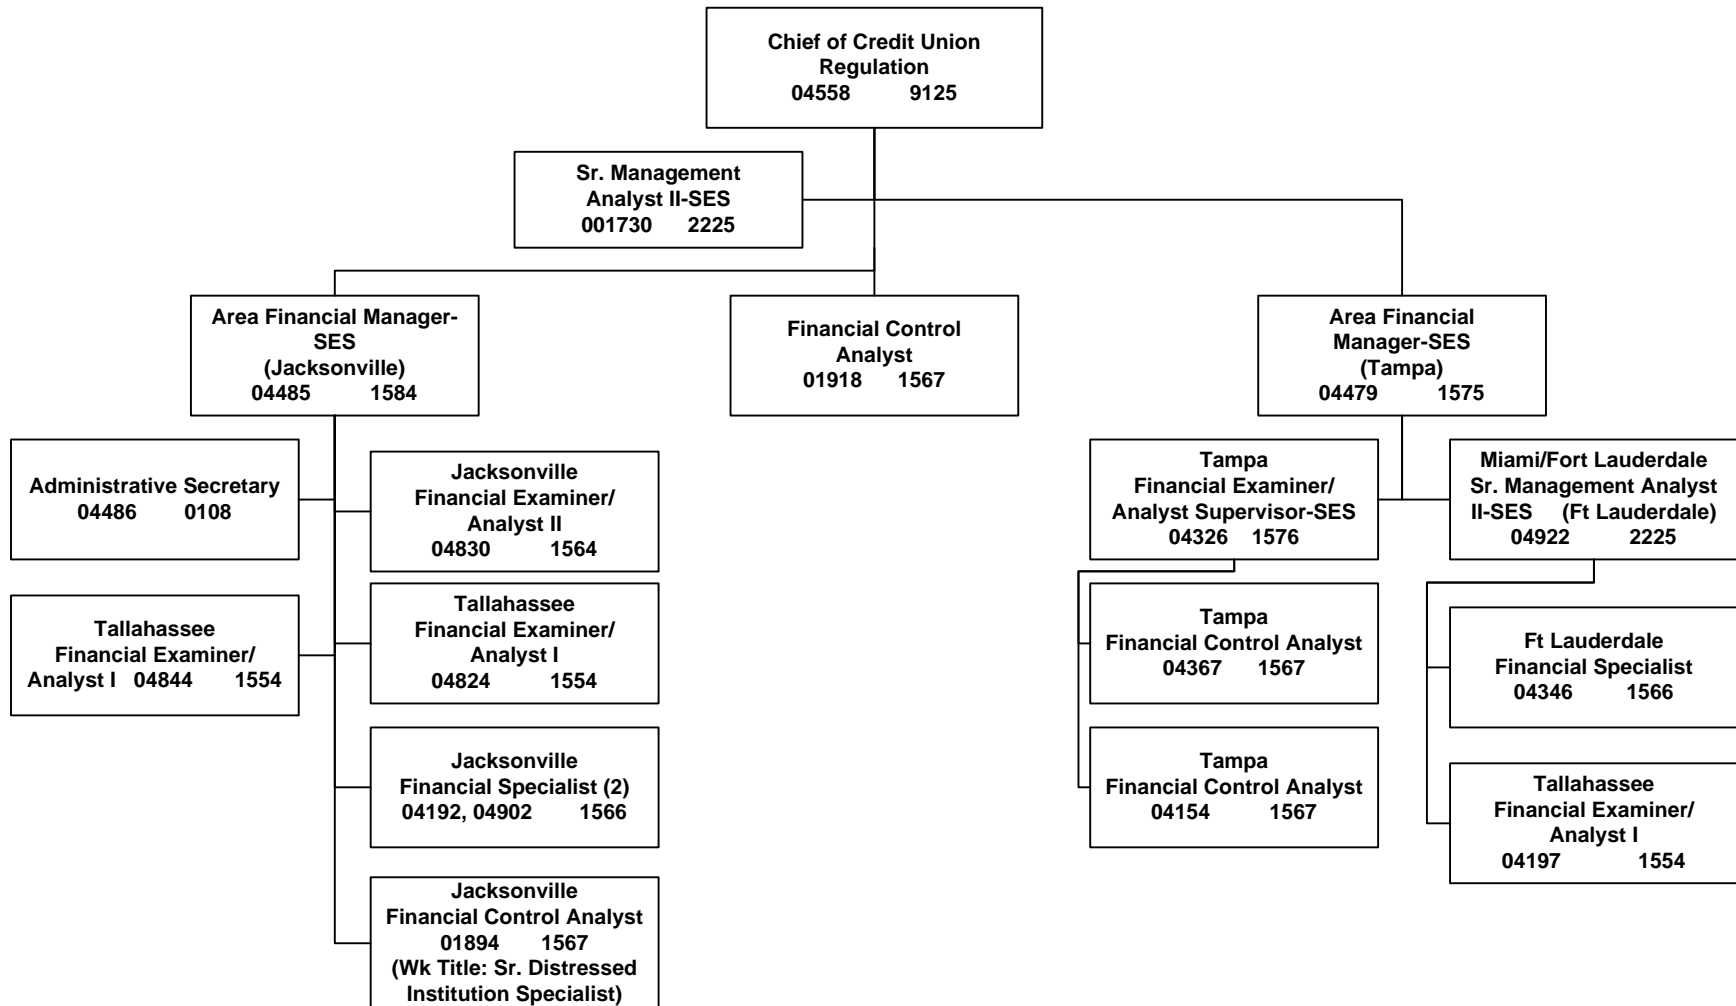 Chief of Credit Union
Regulation
04558 9125
Sr. Management
Analyst II-SES
001730 2225
Area Financial Manager-
SES
(Jacksonville)
04485 1584
Financial Control
Analyst
01918 1567
Area Financial
Manager-SES
(Tampa)
04479 1575
Administrative Secretary
04486 0108
Jacksonville
Financial Examiner/
Analyst II
04830 1564
Tampa
Financial Examiner/
Analyst Supervisor-SES
04326 1576
Miami/Fort Lauderdale
Sr. Management Analyst
II-SES (Ft Lauderdale)
04922 2225
Tallahassee
Financial Examiner/
Analyst I 04844 1554
Tallahassee
Financial Examiner/
Analyst I
04824 1554
Tampa
Financial Control Analyst
04367 1567
Ft Lauderdale
Financial Specialist
04346 1566
Jacksonville
Financial Specialist (2)
04192, 04902 1566
Tampa
Financial Control Analyst
04154 1567
Tallahassee
Financial Examiner/
Analyst I
04197 1554
Jacksonville
Financial Control Analyst
01894 1567
(Wk Title: Sr. Distressed
Institution Specialist)